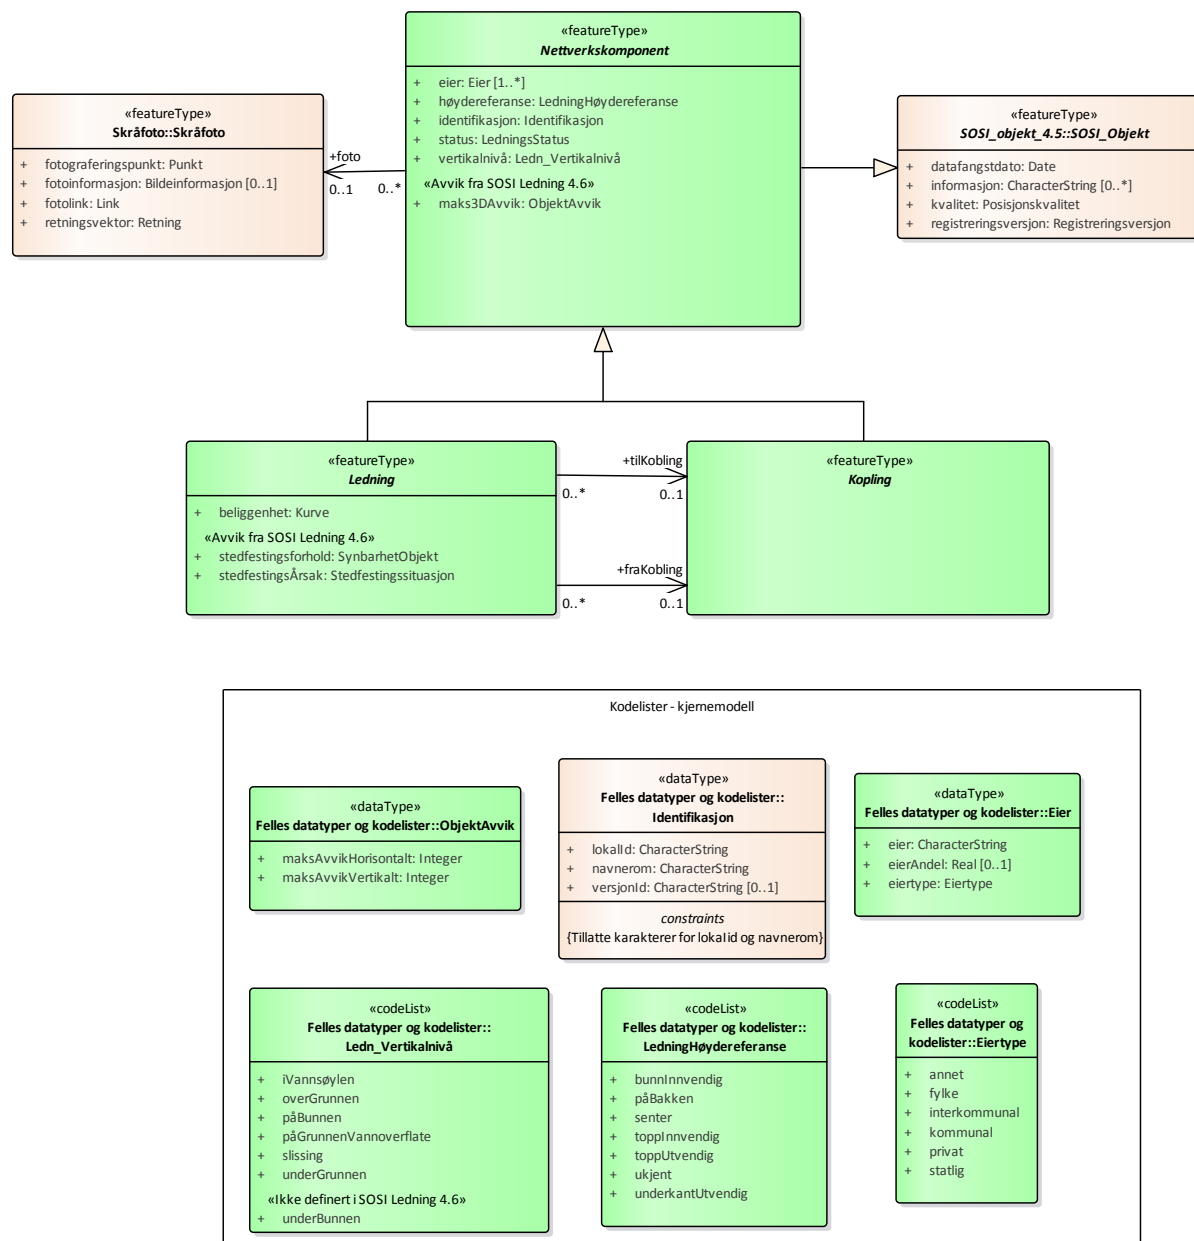 «featureType»
Nettverkskomponent
+ eier: Eier [1..*]
+ høydereferanse: LedningHøydereferanse
+ identifikasjon: Identifikasjon
+ status: LedningsStatus
+ vertikalnivå: Ledn_Vertikalnivå
«Avvik fra SOSI Ledning 4.6»
+ maks3DAvvik: ObjektAvvik
«featureType»
Skråfoto::Skråfoto
+ fotograferingspunkt: Punkt
+ fotoinformasjon: Bildeinformasjon [0..1]
+ fotolink: Link
+ retningsvektor: Retning
+foto
0..1
0..*
«featureType»
SOSI_objekt_4.5::SOSI_Objekt
+ datafangstdato: Date
+ informasjon: CharacterString [0..*]
+ kvalitet: Posisjonskvalitet
+ registreringsversjon: Registreringsversjon
«featureType»
Ledning
+ beliggenhet: Kurve
«Avvik fra SOSI Ledning 4.6»
+ stedfestingsforhold: SynbarhetObjekt
+ stedfestingsÅrsak: Stedfestingssituasjon
+tilKobling
0..*
0..1
+fraKobling
0..*
0..1
«featureType»
Kopling
Kodelister - kjernemodell
«dataType»
Felles datatyper og kodelister::ObjektAvvik
+ maksAvvikHorisontalt: Integer
+ maksAvvikVertikalt: Integer
«dataType»
Felles datatyper og kodelister::
Identifikasjon
+ lokalId: CharacterString
+ navnerom: CharacterString
+ versjonId: CharacterString [0..1]
constraints
{Tillatte karakterer for lokalid og navnerom}
«dataType»
Felles datatyper og kodelister::Eier
+ eier: CharacterString
+ eierAndel: Real [0..1]
+ eiertype: Eiertype
«codeList»
Felles datatyper og kodelister::
Ledn_Vertikalnivå
+ iVannsøylen
+ overGrunnen
+ påBunnen
+ påGrunnenVannoverflate
+ slissing
+ underGrunnen
«Ikke definert i SOSI Ledning 4.6»
+ underBunnen
«codeList»
Felles datatyper og kodelister::
LedningHøydereferanse
+ bunnInnvendig
+ påBakken
+ senter
+ toppInnvendig
+ toppUtvendig
+ ukjent
+ underkantUtvendig
«codeList»
Felles datatyper og
kodelister::Eiertype
+ annet
+ fylke
+ interkommunal
+ kommunal
+ privat
+ statlig